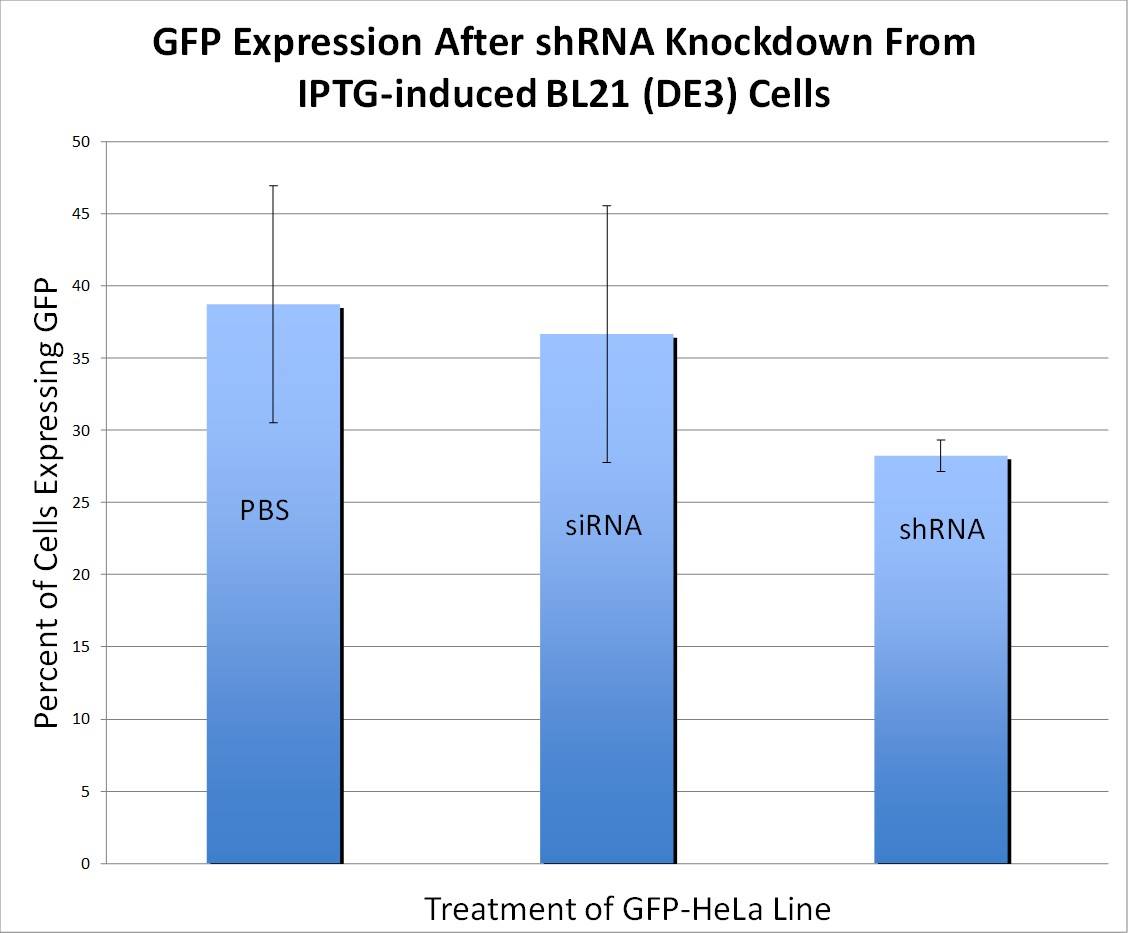 GFP Expression After shRNA Knockdown From
IPTG-induced BL21 (DE3) Cells
50
45
40
35
30
25
20
15
10
5
0
Percent of Cells Expressing GFP
PBS
siRNA
shRNA
Treatment of GFP-HeLa Line